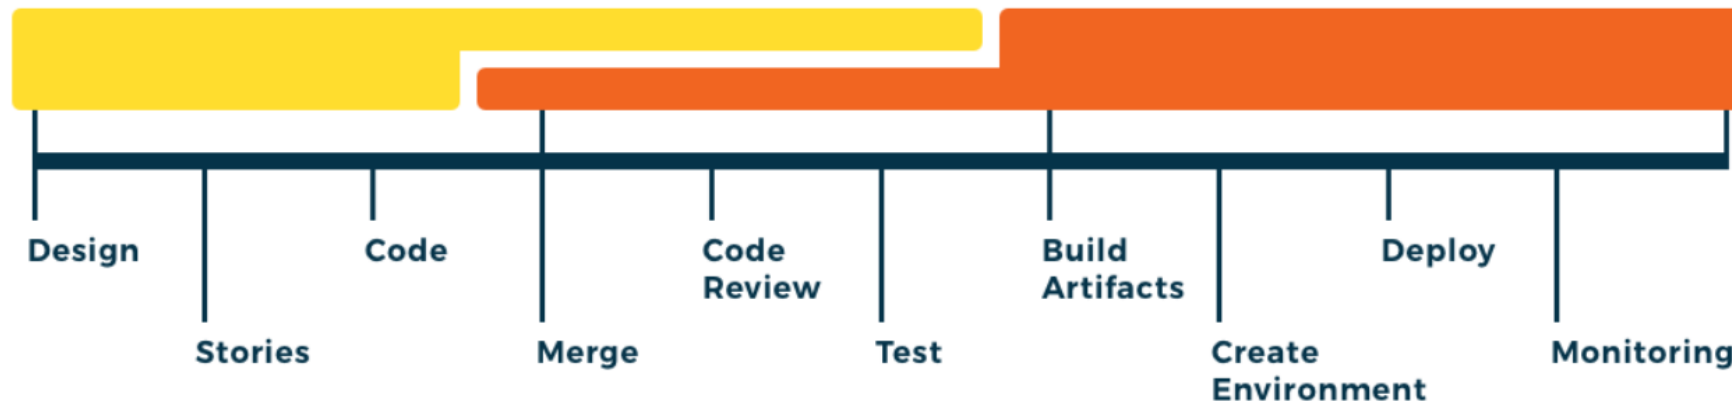 Design
Stories
Code
Merge
Code
Review
Test
Build
Artifacts
Create
Environment
Deploy
Monitoring